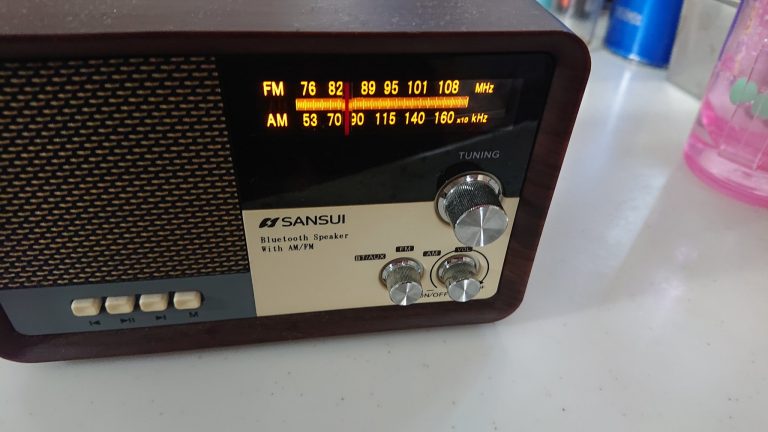 FM 76 82 89 95 101 108 MHz
AM 53 70 90 115 140 160 x10 kHz
TUNING
SANSUI
Bluetooth Speaker
With AM/FM
BT/AUX FM AM VOL
ON/OFF
M